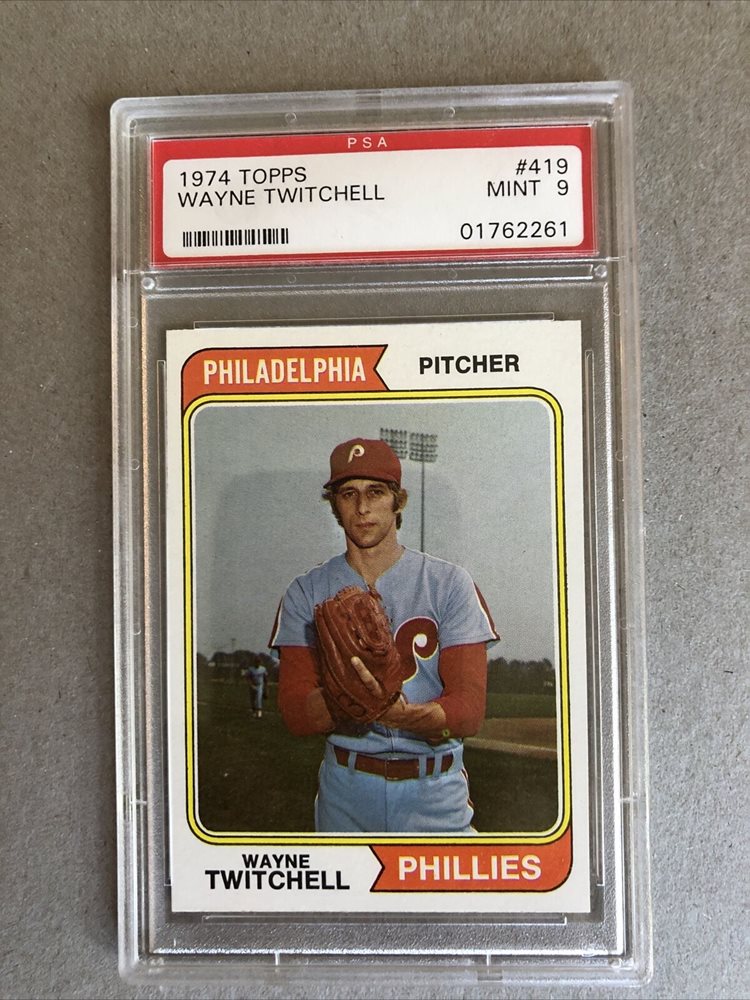 PSA
1974 TOPPS #419
WAYNE TWITCHELL MINT 9
01762261
PHILADELPHIA PITCHER
P
P
WAYNE
TWITCHELL
PHILLIES